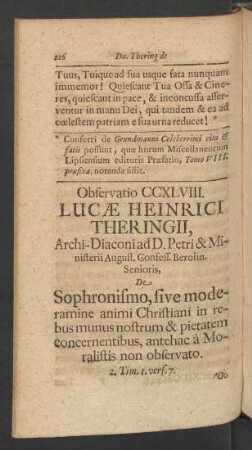 226 Dn. Thering de
Tuus, Tuique ad sua usque fata nunquam
immemor! Quiescant Tua Ossa & Cine-
res, quiescant in pace, & inconcussa asser-
ventur in manu Dei, qui tandem & ea ad
cœlestem patriam e sua urna reducet! *
* Conferri de Grundmanni Celeberrimi vita &
fatis possunt, quæ horum Miscellaneorum
Lipsiensum editoris Præfatio, Tomo VIII.
præfixa, notanda sistit.
Observatio CCXLVIII.
LUCÆ HEINRICI
THERINGII,
Archi-Diaconi ad D. Petri & Mi-
nisterii August. Confess. Berolin.
Senioris,
De
Sophronismo, sive mode-
ramine animi Christiani in re-
bus munus nostrum & pietatem
concernentibus, antehac â Mo-
ralistis non observato.
2. Tim. 1. vers. 7.